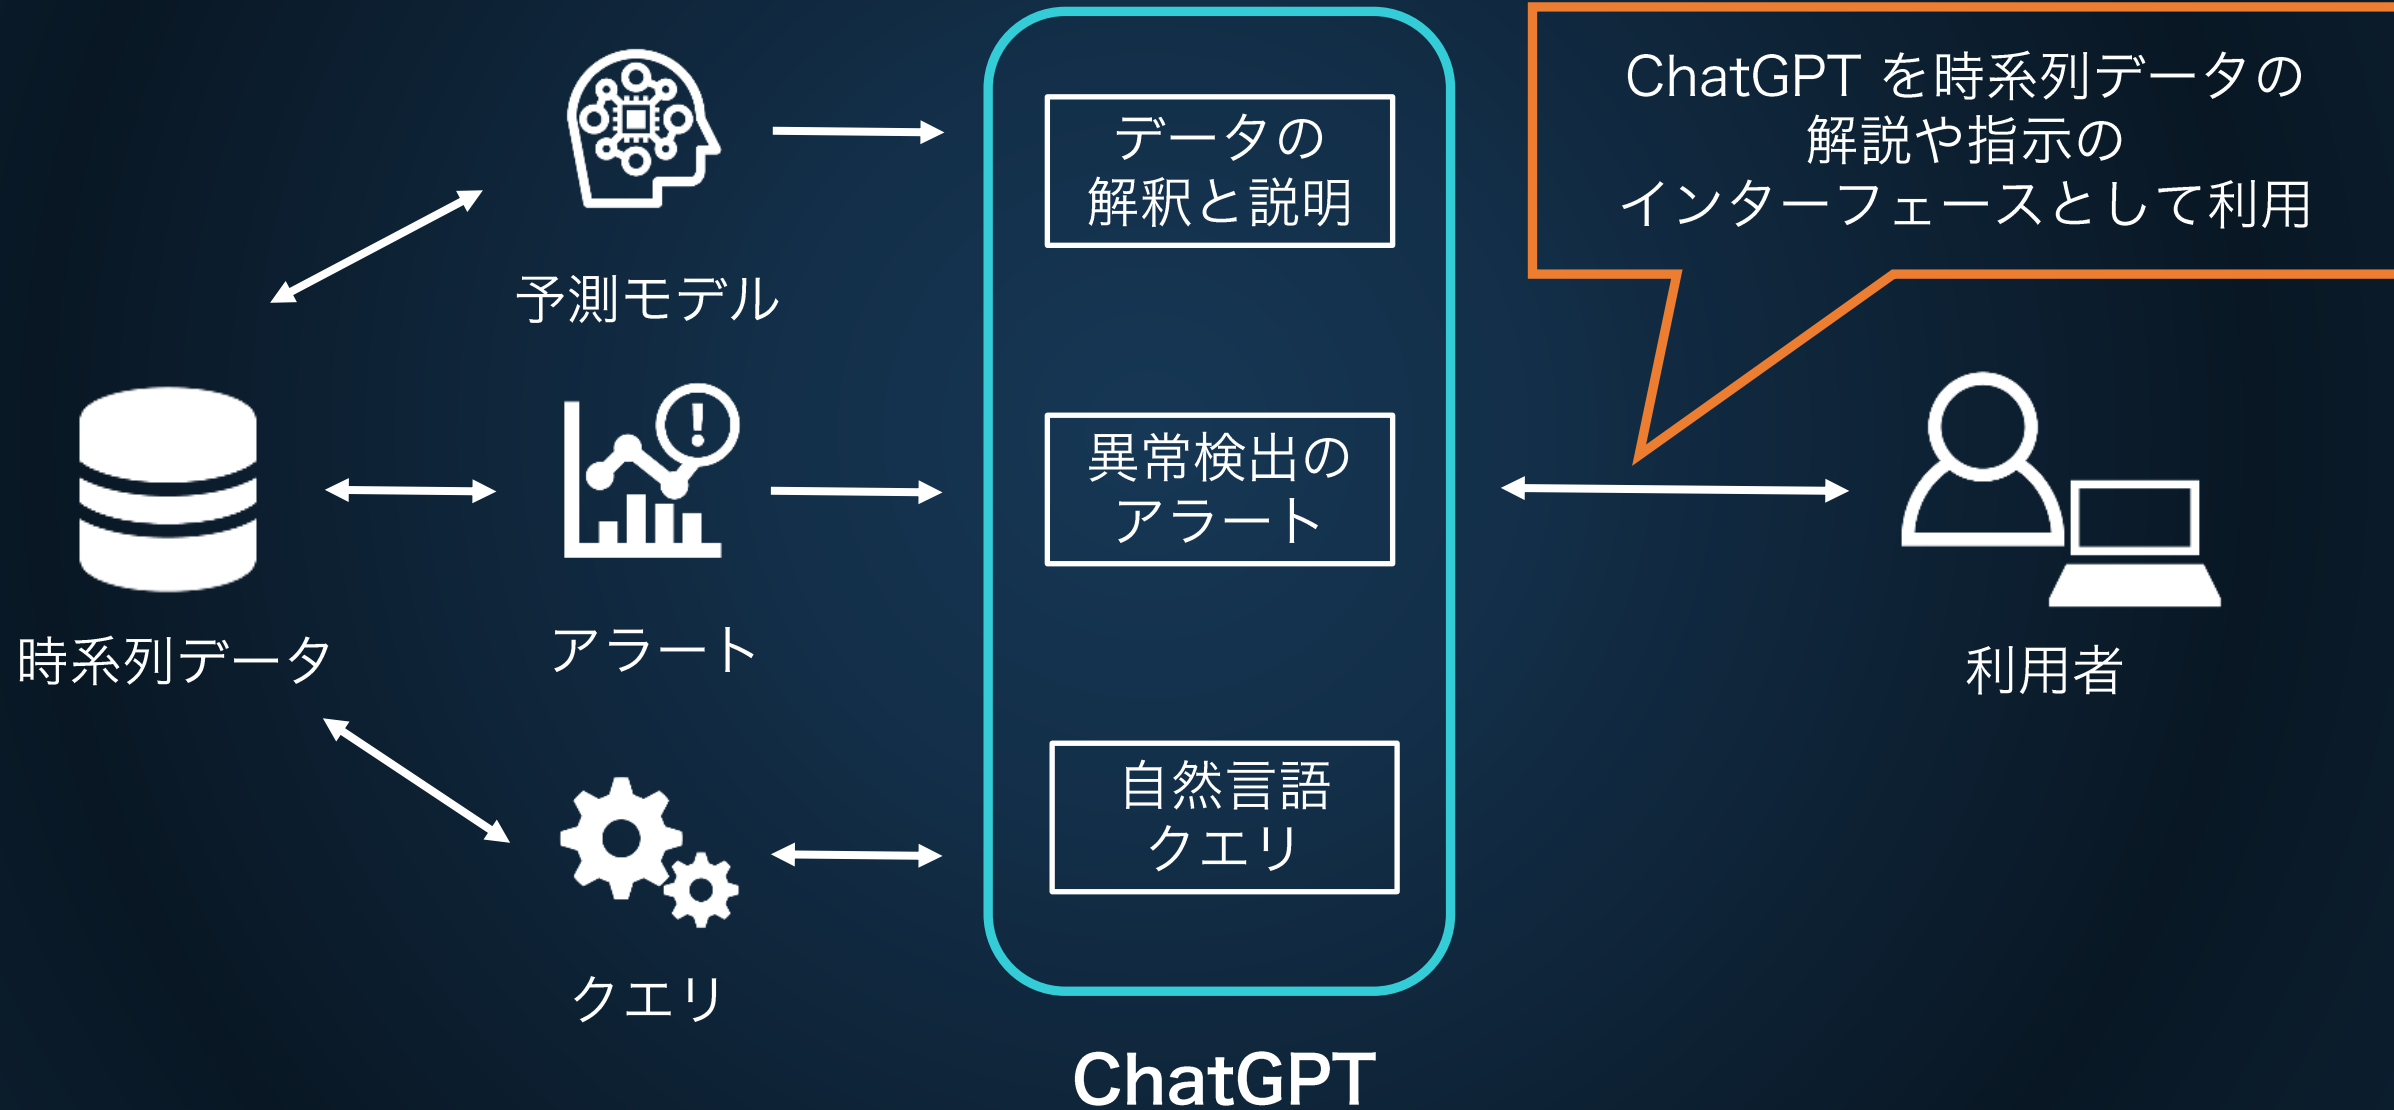 ChatGPT を時系列データの
解説や指示の
インターフェースとして利用
データの
解釈と説明
予測モデル
異常検出の
アラート
時系列データ
アラート
利用者
自然言語
クエリ
クエリ
ChatGPT